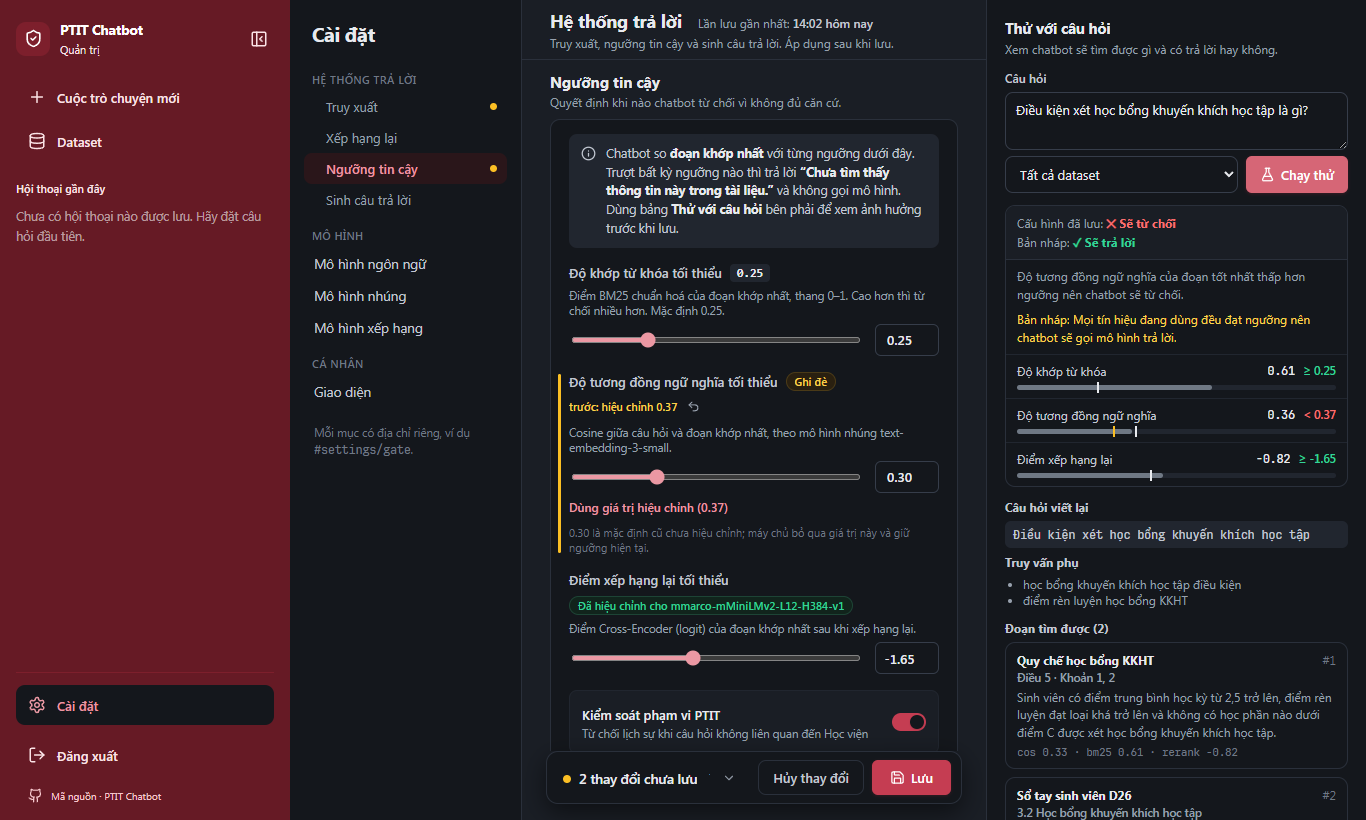 PTIT Chatbot
Quản trị
Cuộc trò chuyện mới
Dataset
Hội thoại gần đây
Chưa có hội thoại nào được lưu. Hãy đặt câu
hỏi đầu tiên.
Cài đặt
Đăng xuất
Mã nguồn · PTIT Chatbot
Cài đặt
HỆ THỐNG TRẢ LỜI
Truy xuất
Xếp hạng lại
Ngưỡng tin cậy
Sinh câu trả lời
MÔ HÌNH
Mô hình ngôn ngữ
Mô hình nhúng
Mô hình xếp hạng
CÁ NHÂN
Giao diện
Mỗi mục có địa chỉ riêng, ví dụ
#settings/gate.
Hệ thống trả lời Lần lưu gần nhất: 14:02 hôm nay
Truy xuất, ngưỡng tin cậy và sinh câu trả lời. Áp dụng sau khi lưu.
Ngưỡng tin cậy
Quyết định khi nào chatbot từ chối vì không đủ căn cứ.
Chatbot so đoạn khớp nhất với từng ngưỡng dưới đây.
Trượt bất kỳ ngưỡng nào thì trả lời “Chưa tìm thấy
thông tin này trong tài liệu.” và không gọi mô hình.
Dùng bảng Thử với câu hỏi bên phải để xem ảnh hưởng
trước khi lưu.
Độ khớp từ khóa tối thiểu 0.25
Điểm BM25 chuẩn hoá của đoạn khớp nhất, thang 0–1. Cao hơn thì từ
chối nhiều hơn. Mặc định 0.25.
0.25
Độ tương đồng ngữ nghĩa tối thiểu Ghi đè
trước: hiệu chỉnh 0.37
Cosine giữa câu hỏi và đoạn khớp nhất, theo mô hình nhúng text-
embedding-3-small.
0.30
Dùng giá trị hiệu chỉnh (0.37)
0.30 là mặc định cũ chưa hiệu chỉnh; máy chủ bỏ qua giá trị này và giữ
ngưỡng hiện tại.
Điểm xếp hạng lại tối thiểu
Đã hiệu chỉnh cho mmarco-mMiniLMv2-L12-H384-v1
Điểm Cross-Encoder (logit) của đoạn khớp nhất sau khi xếp hạng lại.
-1.65
Kiểm soát phạm vi PTIT
Từ chối lịch sự khi câu hỏi không liên quan đến Học viện
2 thay đổi chưa lưu
Hủy thay đổi
Lưu
Thử với câu hỏi
Xem chatbot sẽ tìm được gì và có trả lời hay không.
Câu hỏi
Điều kiện xét học bổng khuyến khích học tập là gì?
Tất cả dataset
Chạy thử
Cấu hình đã lưu: ✕ Sẽ từ chối
Bản nháp: ✓ Sẽ trả lời
Độ tương đồng ngữ nghĩa của đoạn tốt nhất thấp hơn
ngưỡng nên chatbot sẽ từ chối.
Bản nháp: Mọi tín hiệu đang dùng đều đạt ngưỡng nên
chatbot sẽ gọi mô hình trả lời.
Độ khớp từ khóa 0.61 ≥ 0.25
Độ tương đồng ngữ nghĩa 0.36 < 0.37
Điểm xếp hạng lại -0.82 ≥ -1.65
Câu hỏi viết lại
Điều kiện xét học bổng khuyến khích học tập
Truy vấn phụ
• học bổng khuyến khích học tập điều kiện
• điểm rèn luyện học bổng KKHT
Đoạn tìm được (2)
Quy chế học bổng KKHT #1
Điều 5 · Khoản 1, 2
Sinh viên có điểm trung bình học kỳ từ 2,5 trở lên, điểm rèn
luyện đạt loại khá trở lên và không có học phần nào dưới
điểm C được xét học bổng khuyến khích học tập.
cos 0.33 · bm25 0.61 · rerank -0.82
Sổ tay sinh viên D26 #2
3.2 Học bổng khuyến khích học tập